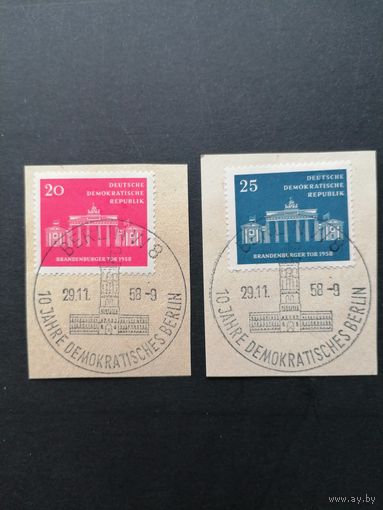 20
DEUTSCHE
DEMOKRATISCHE
REPUBLIK
BRANDENBURGER TOR 1958
29.11. 58-9
10 JAHRE DEMOKRATISCHES BERLIN
25
DEUTSCHE
DEMOKRATISCHE
REPUBLIK
BRANDENBURGER TOR 1958
29.11. 58-9
10 JAHRE DEMOKRATISCHES BERLIN
ay.by